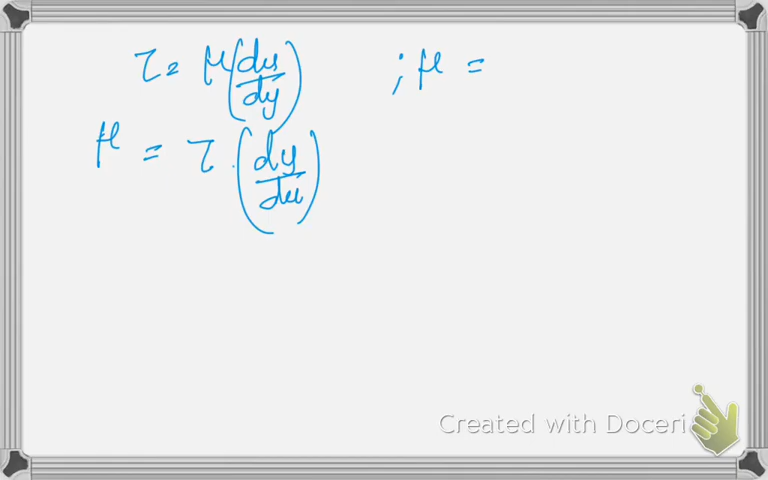 τ = μ(du/dy) ; μ =
μ = τ · (dy/du)
Created with Doceri